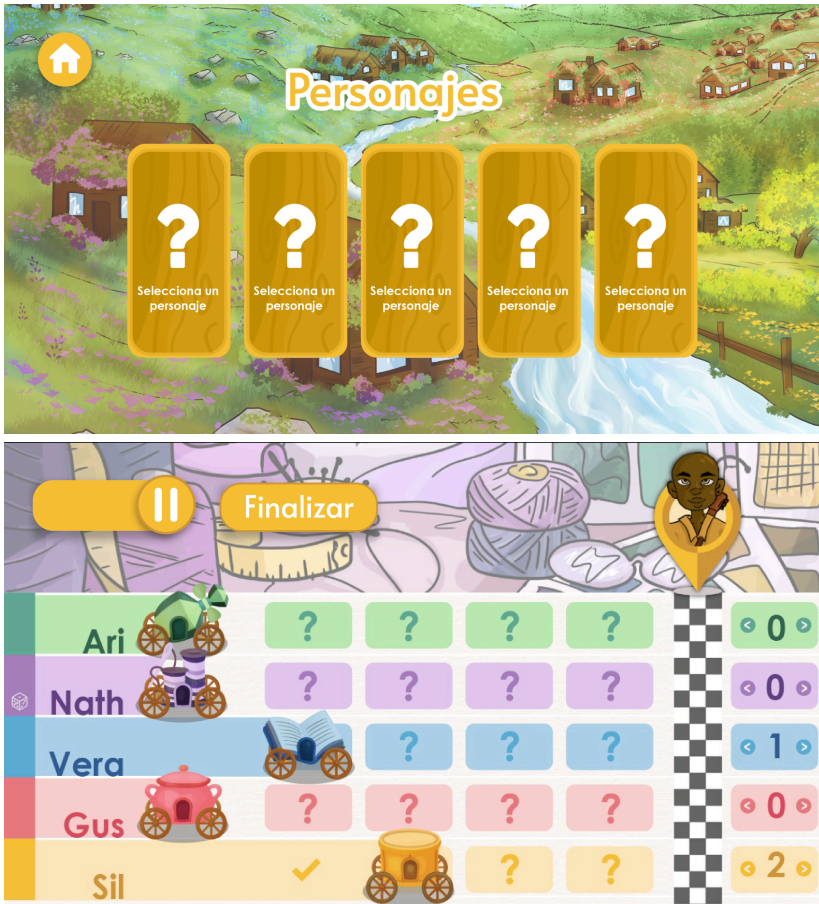 Personajes
? ? ? ? ?
Selecciona un Selecciona un Selecciona un Selecciona un Selecciona un
personaje personaje personaje personaje personaje
Finalizar
Ari ? ? ? ? < 0 >
Nath ? ? ? ? < 0 >
Vera ? ? ? < 1 >
Gus ? ? ? ? < 0 >
Sil ? ? < 2 >